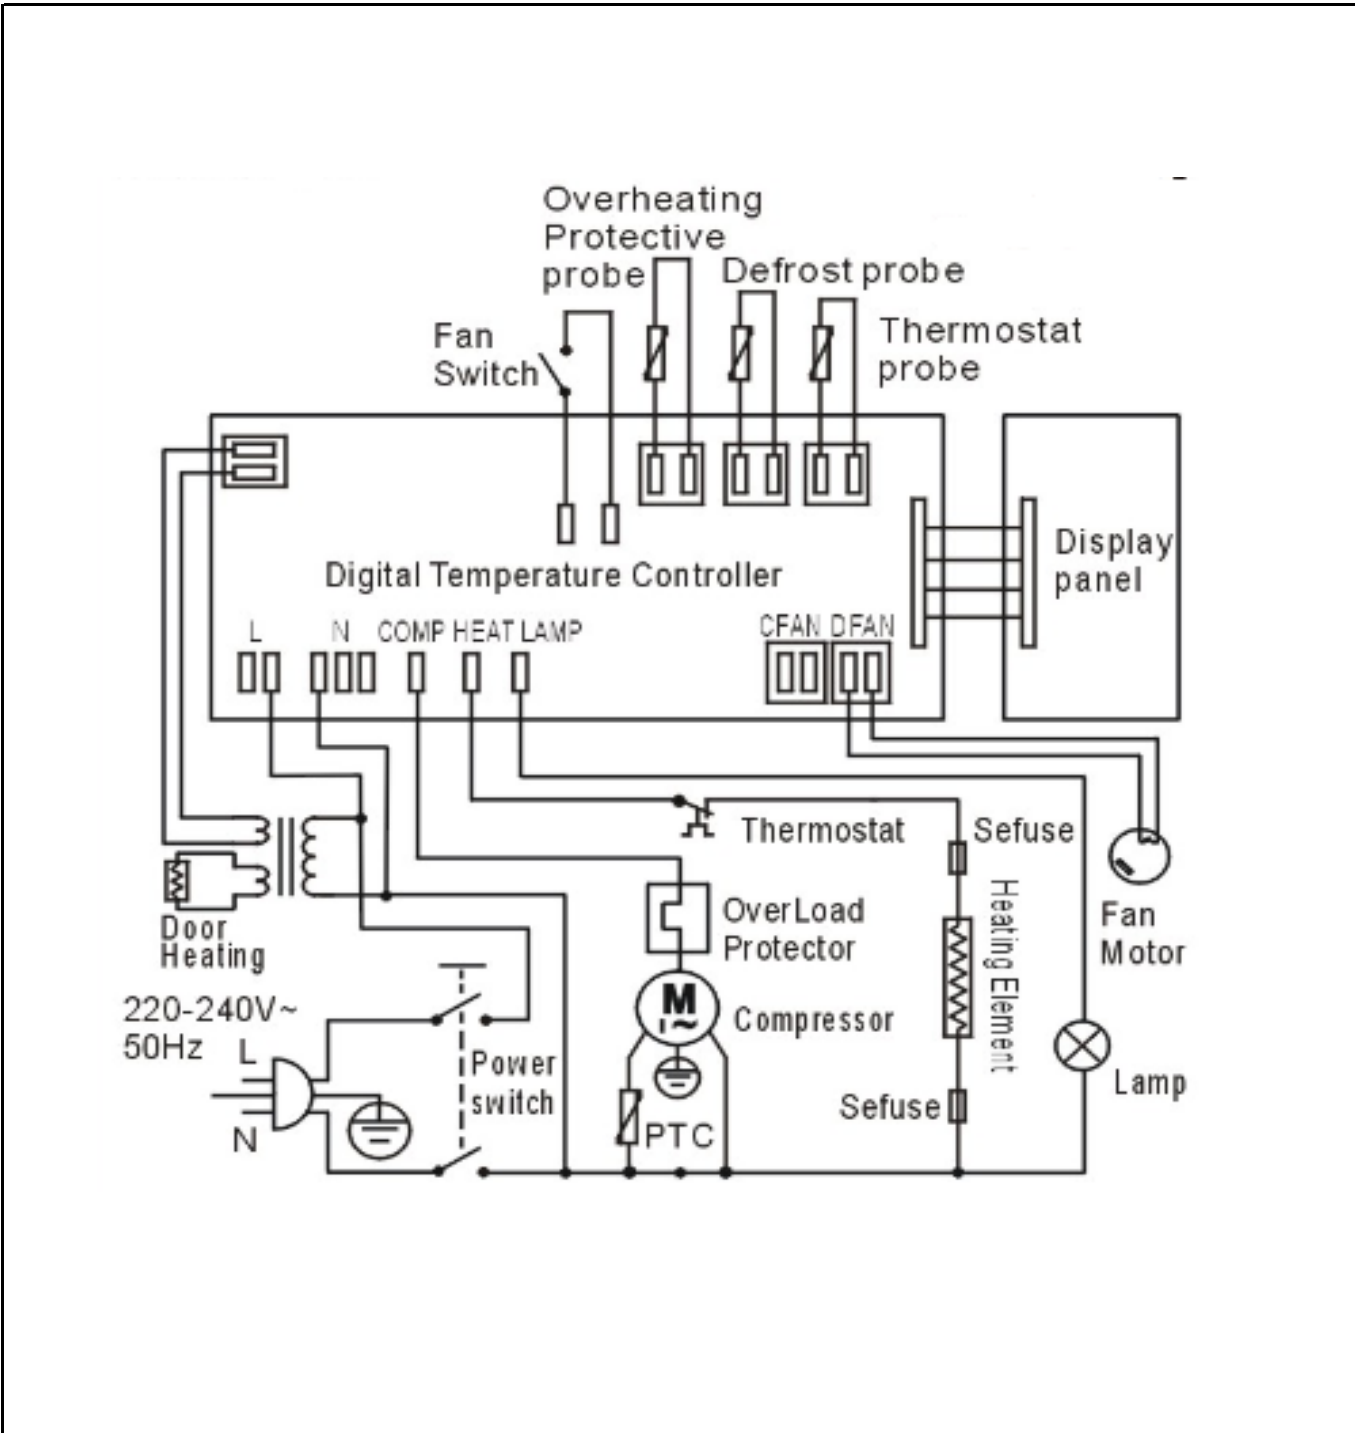 Overheating
Protective
probe
Defrost probe
Fan
Switch
Thermostat
probe
Display
panel
Digital Temperature Controller
L
N
COMP HEAT LAMP
CFAN DFAN
Thermostat
Sefuse
Door
Heating
OverLoad
Protector
Heating Element
Fan
Motor
220-240V~
50Hz
L
N
Power
switch
M
1~
Compressor
PTC
Sefuse
Lamp